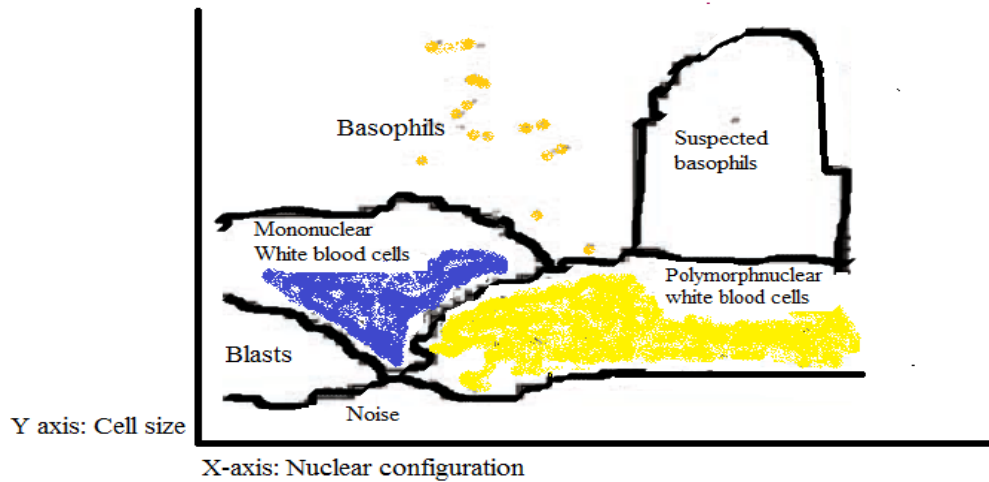 Basophils
Suspected
basophils
Mononuclear
White blood cells
Polymorphnuclear
white blood cells
Blasts
Noise
Y axis: Cell size
X-axis: Nuclear configuration